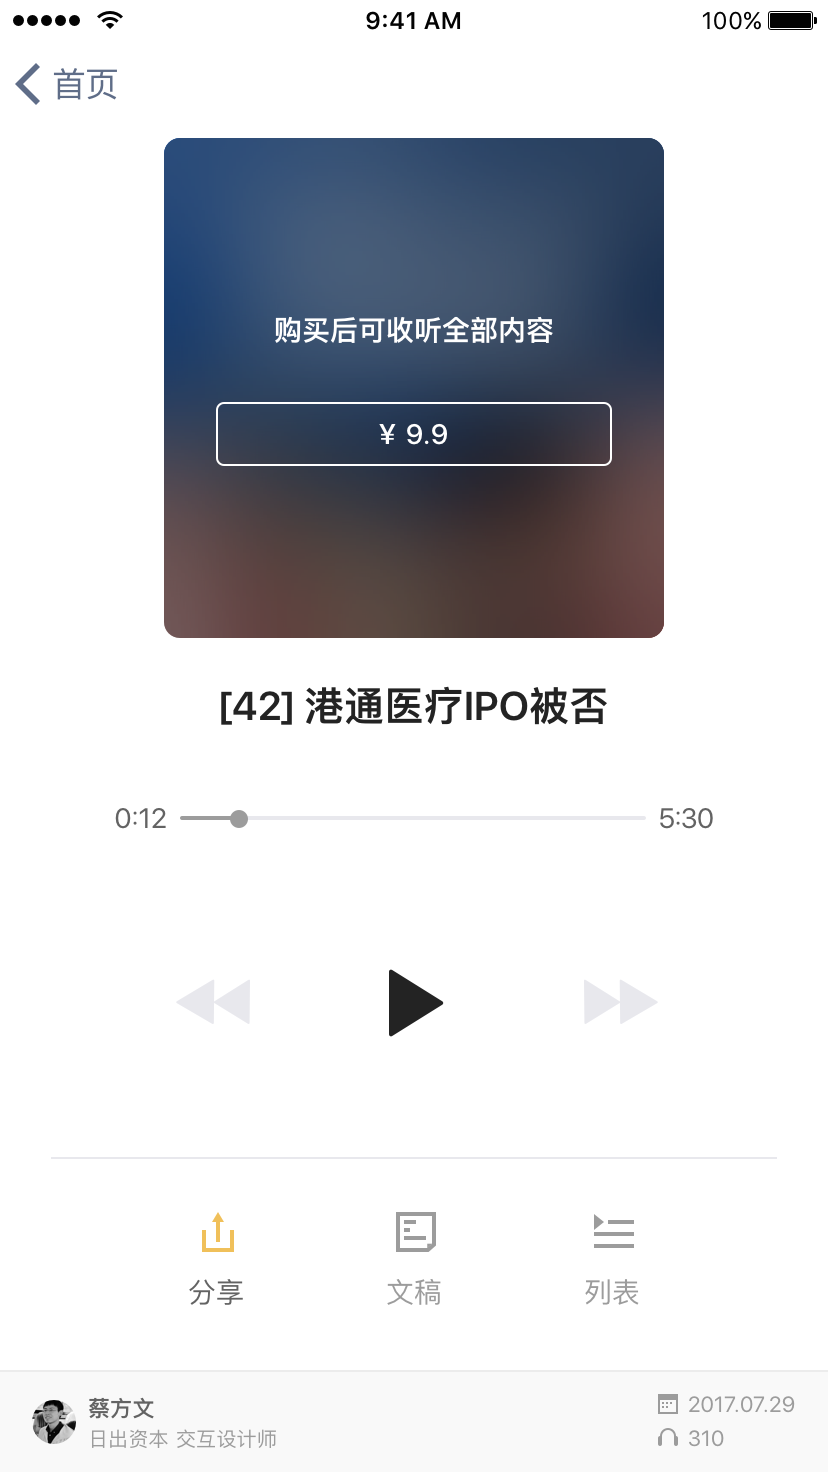 9:41 AM
100%
首页
购买后可收听全部内容
¥ 9.9
[42] 港通医疗IPO被否
0:12
5:30
分享
文稿
列表
蔡方文
2017.07.29
日出资本 交互设计师
310